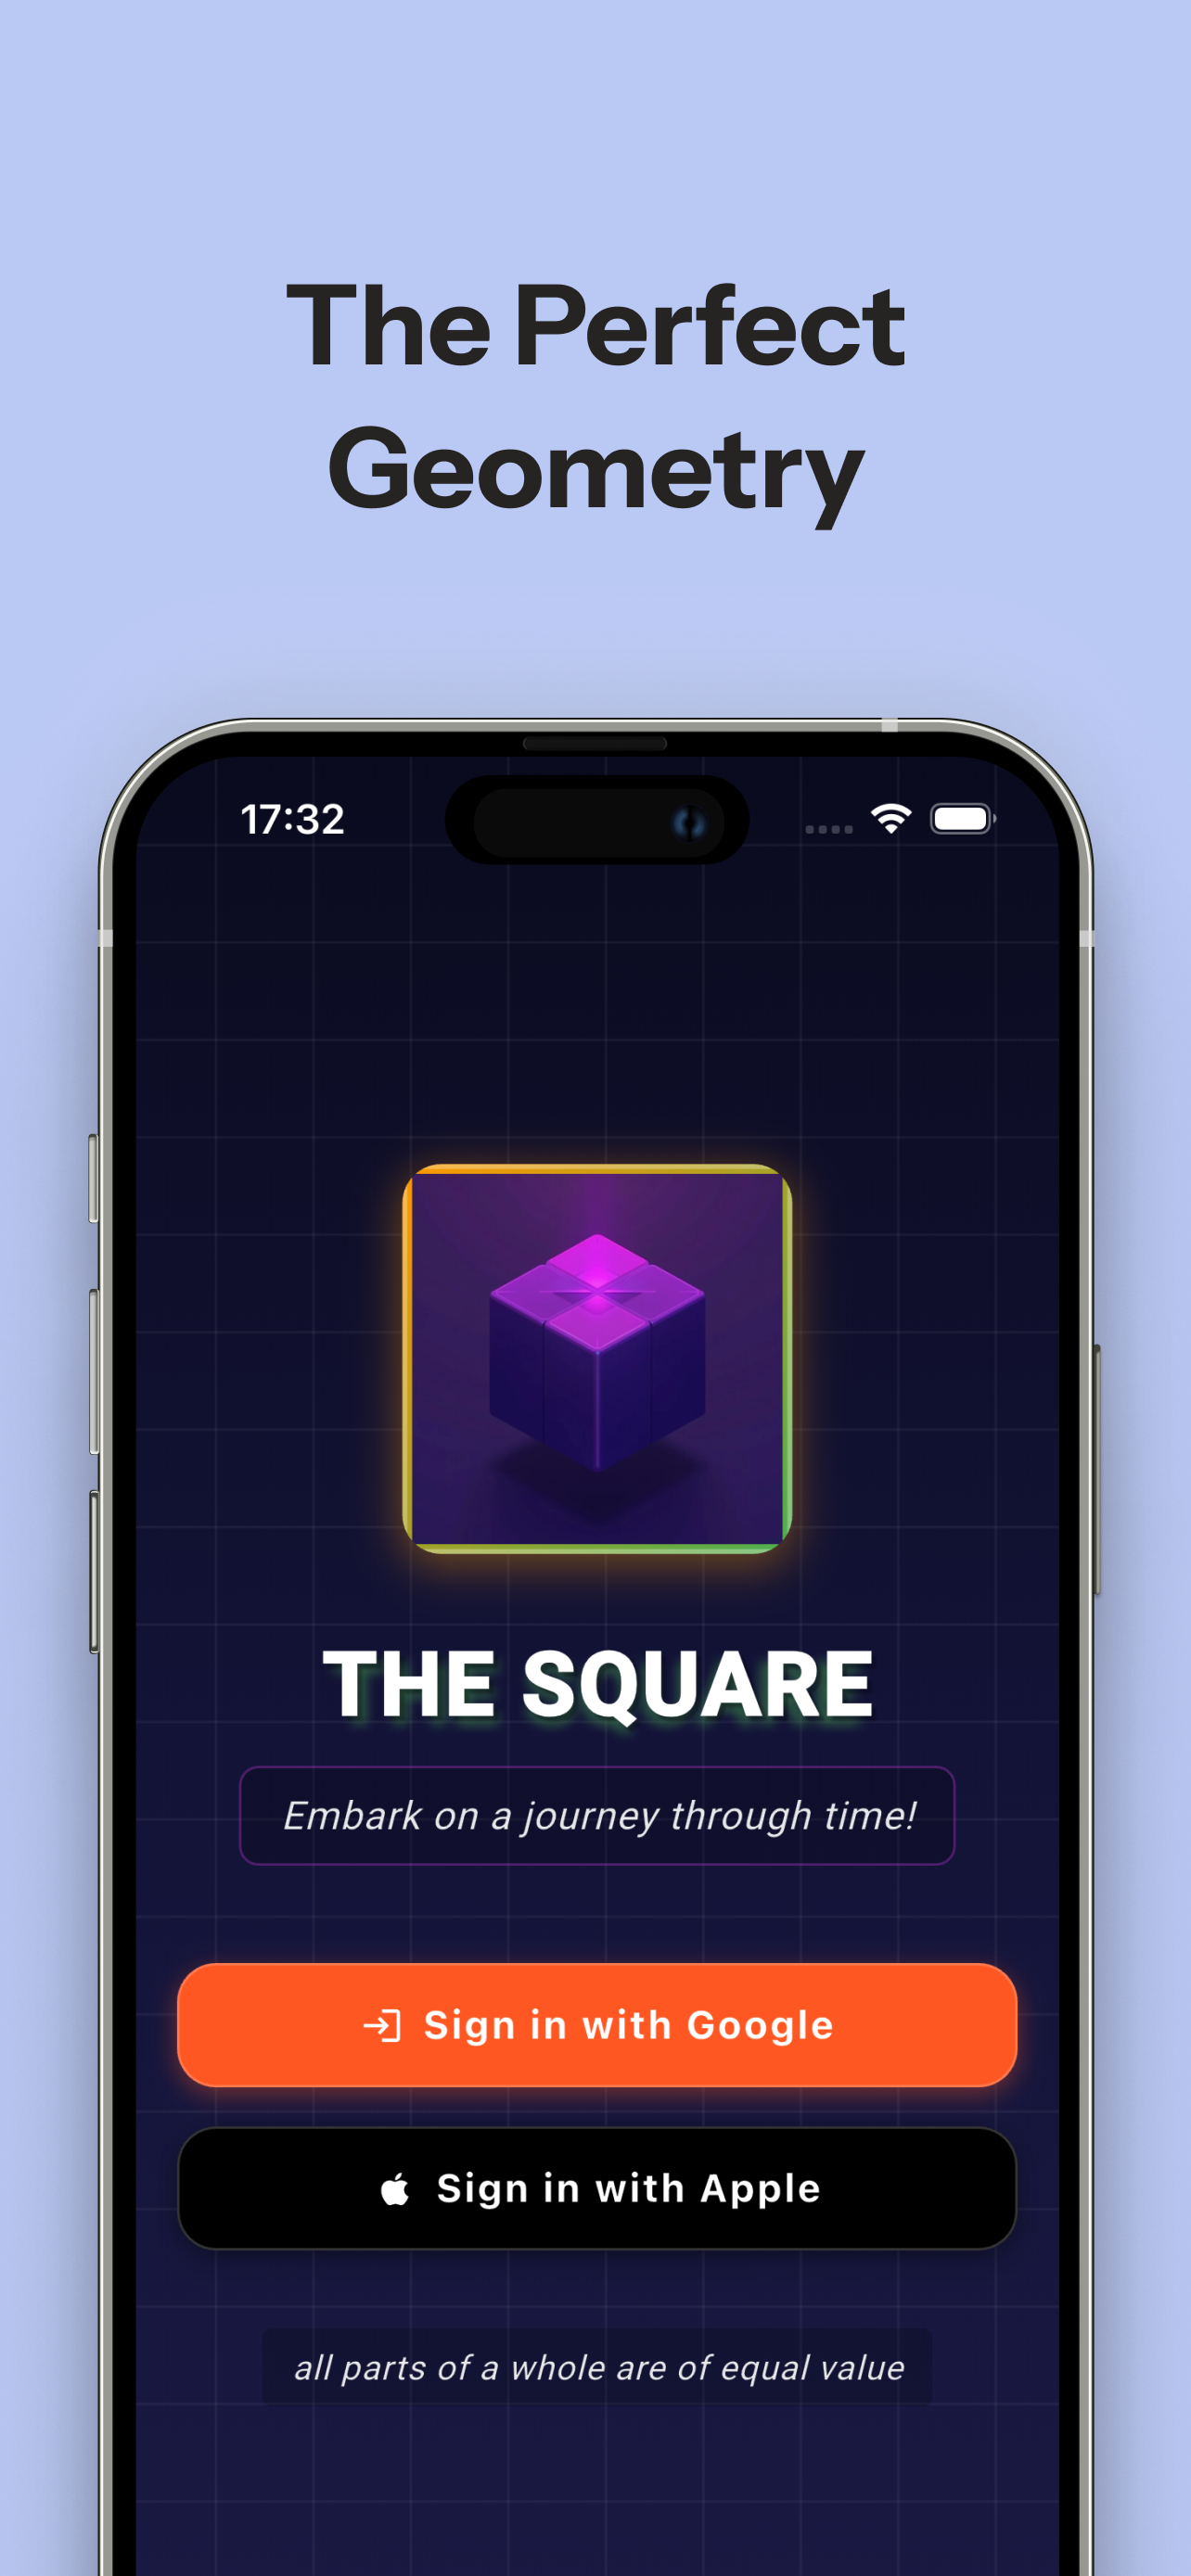 The Perfect
Geometry
17:32
THE SQUARE
Embark on a journey through time!
Sign in with Google
Sign in with Apple
all parts of a whole are of equal value